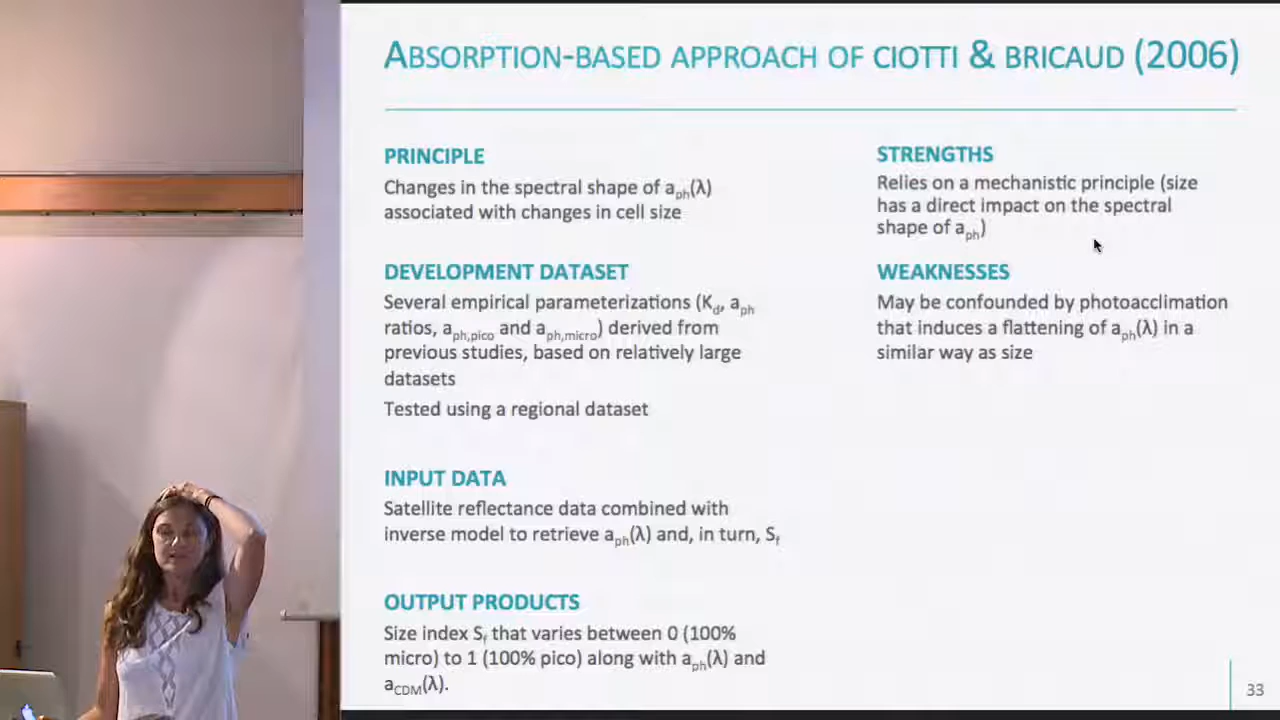 ABSORPTION-BASED APPROACH OF CIOTTI & BRICAUD (2006)
PRINCIPLE
Changes in the spectral shape of aph(λ)
associated with changes in cell size
DEVELOPMENT DATASET
Several empirical parameterizations (Kd, aph
ratios, aph,pico and aph,micro) derived from
previous studies, based on relatively large
datasets
Tested using a regional dataset
INPUT DATA
Satellite reflectance data combined with
inverse model to retrieve aph(λ) and, in turn, Sf
OUTPUT PRODUCTS
Size index Sf that varies between 0 (100%
micro) to 1 (100% pico) along with aph(λ) and
aCDM(λ).
STRENGTHS
Relies on a mechanistic principle (size
has a direct impact on the spectral
shape of aph)
WEAKNESSES
May be confounded by photoacclimation
that induces a flattening of aph(λ) in a
similar way as size
33